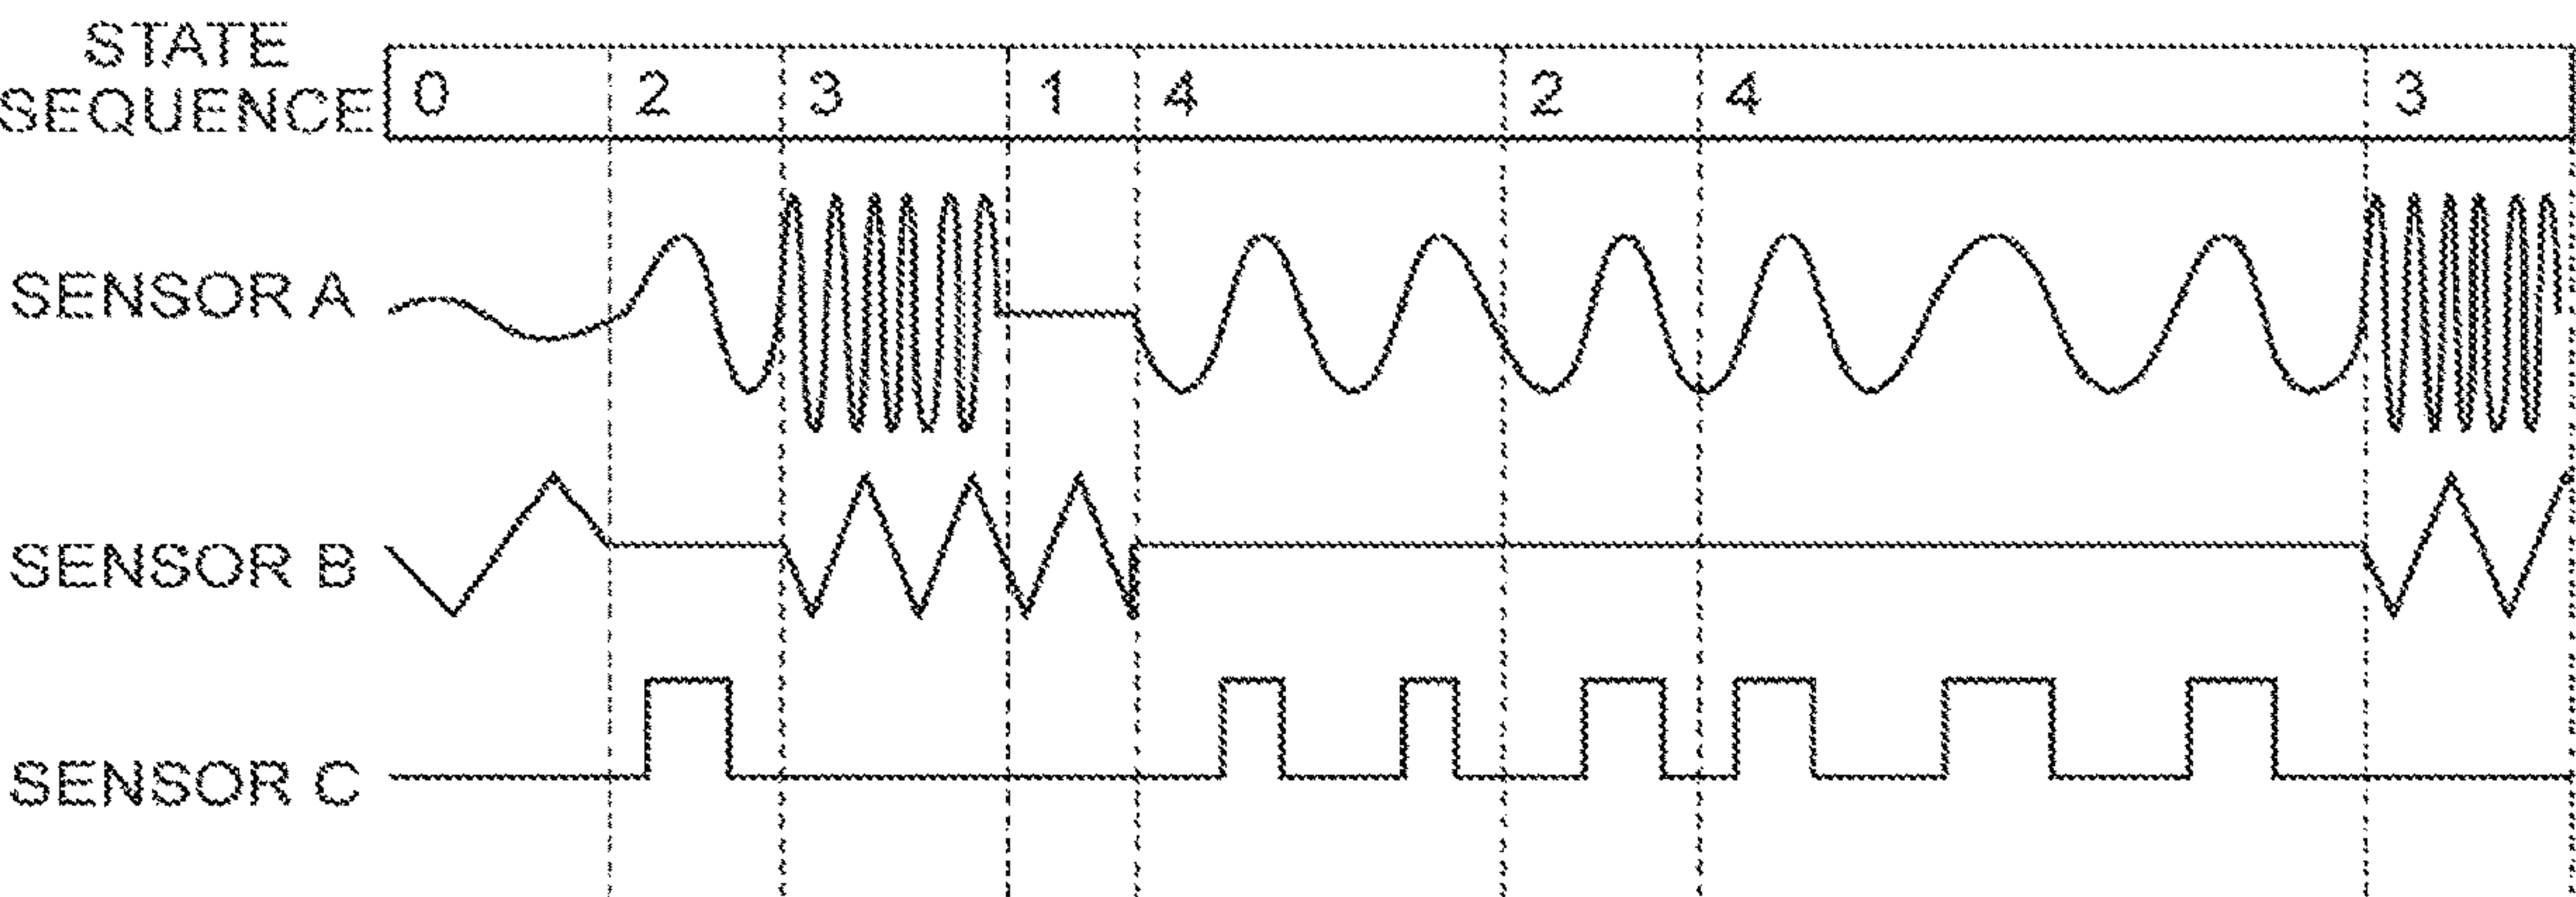 STATE
SEQUENCE 0 2 3 1 4 2 4 3
SENSOR A
SENSOR B
SENSOR C